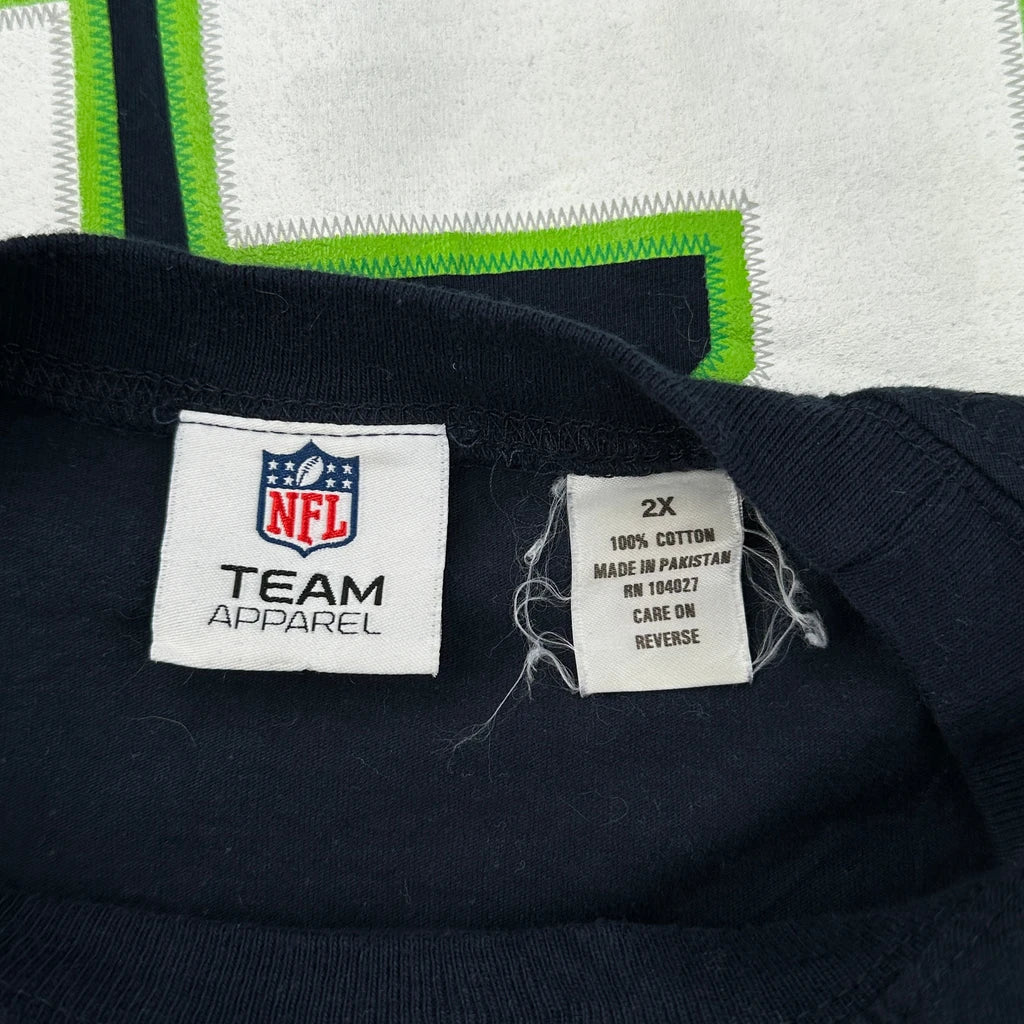 NFL
TEAM
APPAREL
2X
100% COTTON
MADE IN PAKISTAN
RN 104027
CARE ON
REVERSE